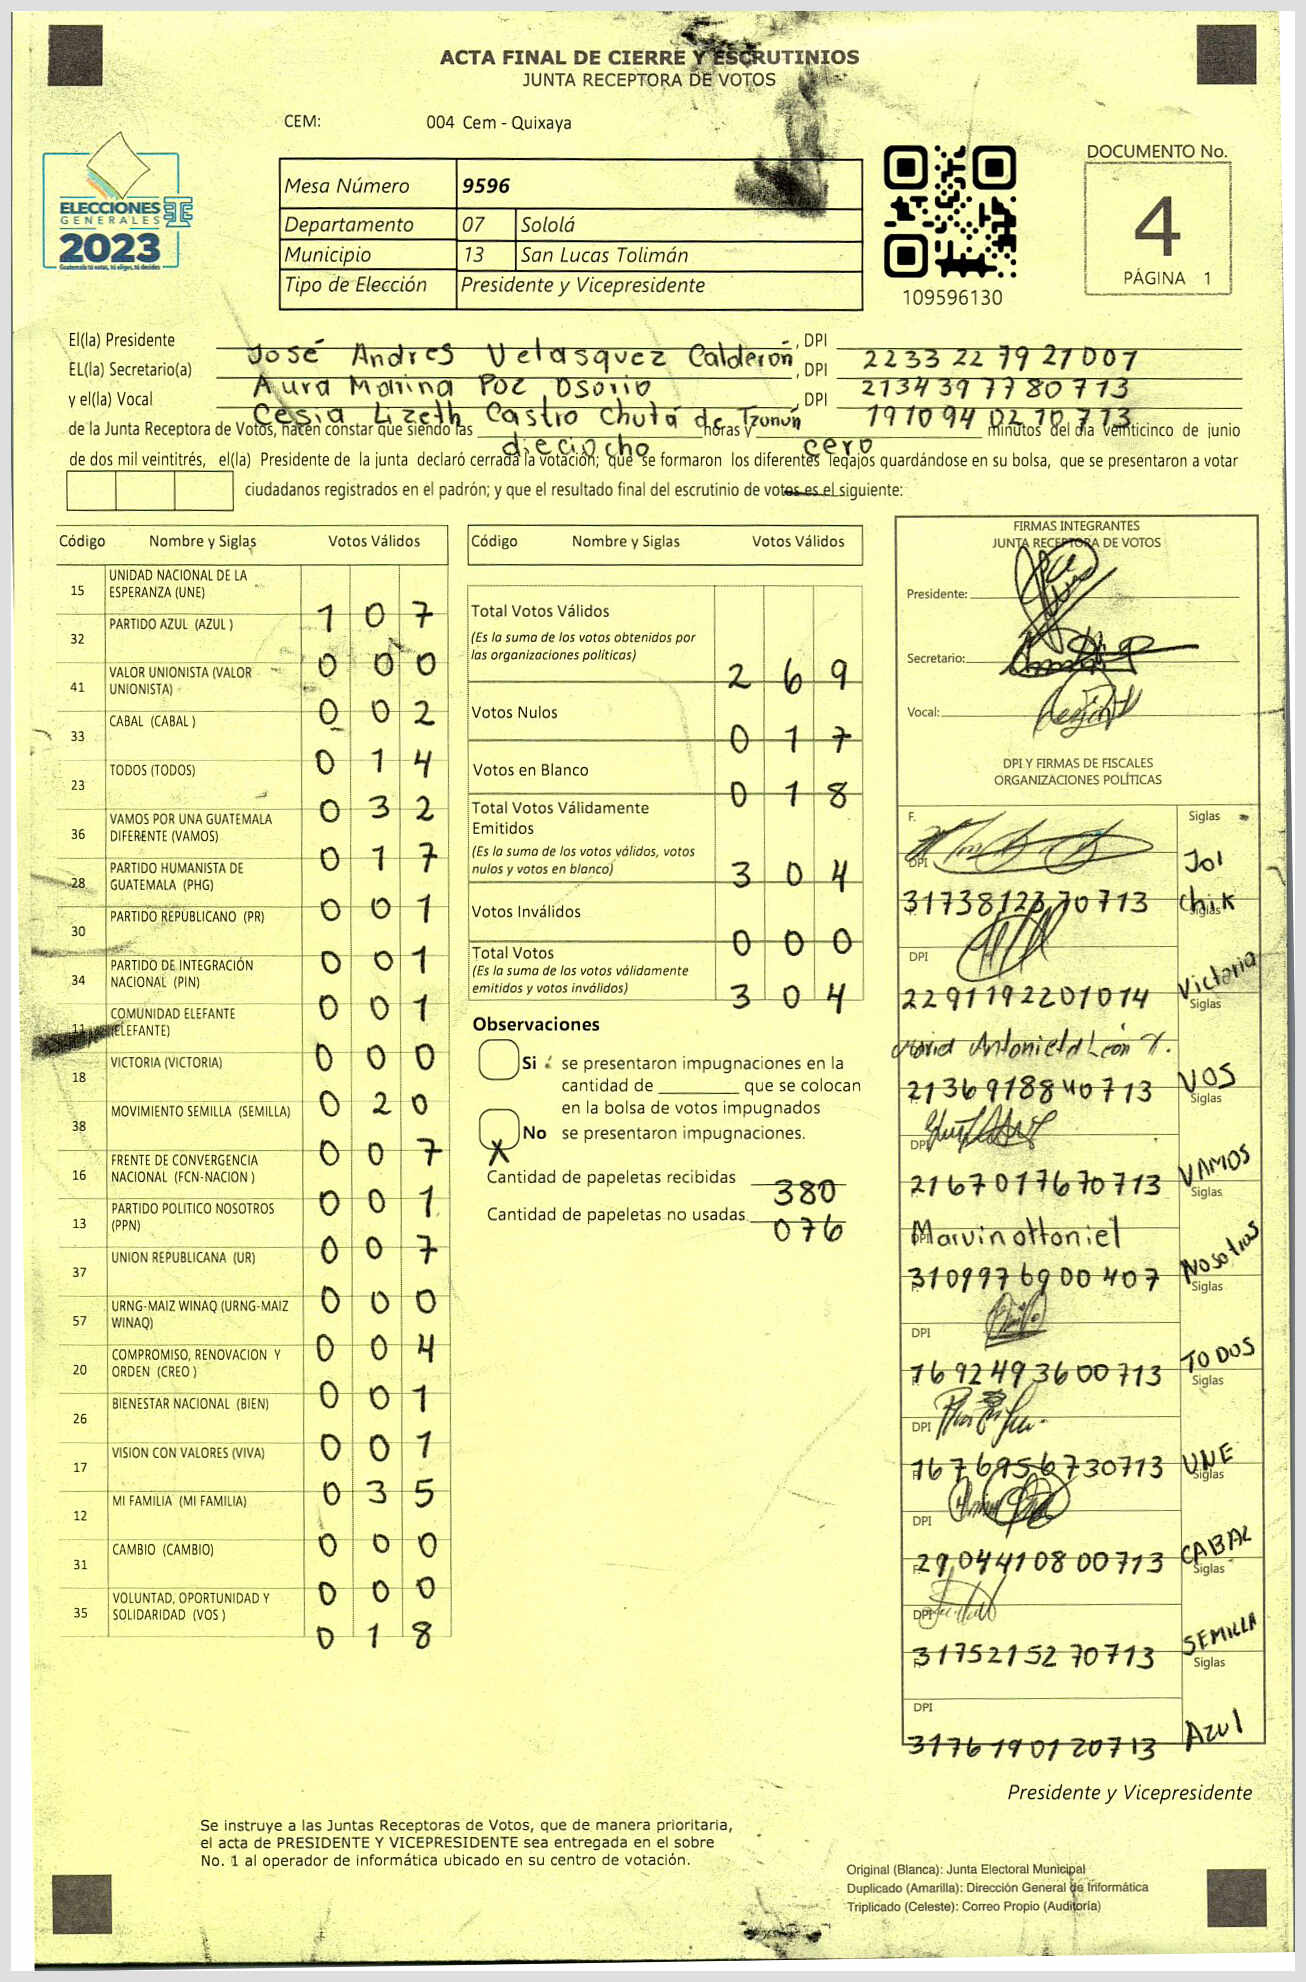 ACTA FINAL DE CIERRE Y ESCRUTINIOS
JUNTA RECEPTORA DE VOTOS
CEM: 004 Cem - Quixaya
ELECCIONES
GENERALES
2023
Guatemala tú votas, tú eliges, tú decides
Mesa Número 9596
Departamento 07 Sololá
Municipio 13 San Lucas Tolimán
Tipo de Elección Presidente y Vicepresidente
109596130
DOCUMENTO No.
4
PÁGINA 1
El(la) Presidente José Andres Velasquez Calderón, DPI 2233 22 79 21 007
EL(la) Secretario(a) Aura Marina Poz Osorio, DPI 2134 39 77 80 713
y el(la) Vocal Cesia Lizeth Castro Chutá de Tzunún, DPI 191094 02 10 713
de la Junta Receptora de Votos, hacen constar que siendo las dieciocho horas y cero minutos del día veinticinco de junio
de dos mil veintitrés, el(la) Presidente de la junta declaró cerrada la votación; que se formaron los diferentes legajos guardándose en su bolsa, que se presentaron a votar
ciudadanos registrados en el padrón; y que el resultado final del escrutinio de votos es el siguiente:
Código Nombre y Siglas Votos Válidos
15 UNIDAD NACIONAL DE LA ESPERANZA (UNE) 1 0 7
32 PARTIDO AZUL (AZUL ) 0 0 0
41 VALOR UNIONISTA (VALOR UNIONISTA) 0 0 2
33 CABAL (CABAL ) 0 1 4
23 TODOS (TODOS) 0 3 2
36 VAMOS POR UNA GUATEMALA DIFERENTE (VAMOS) 0 1 7
28 PARTIDO HUMANISTA DE GUATEMALA (PHG) 0 0 1
30 PARTIDO REPUBLICANO (PR) 0 0 1
34 PARTIDO DE INTEGRACIÓN NACIONAL (PIN) 0 0 1
11 COMUNIDAD ELEFANTE (ELEFANTE) 0 0 0
18 VICTORIA (VICTORIA) 0 2 0
38 MOVIMIENTO SEMILLA (SEMILLA) 0 0 7
16 FRENTE DE CONVERGENCIA NACIONAL (FCN-NACION ) 0 0 1
13 PARTIDO POLITICO NOSOTROS (PPN) 0 0 7
37 UNION REPUBLICANA (UR) 0 0 0
57 URNG-MAIZ WINAQ (URNG-MAIZ WINAQ) 0 0 4
20 COMPROMISO, RENOVACION Y ORDEN (CREO ) 0 0 1
26 BIENESTAR NACIONAL (BIEN) 0 0 1
17 VISION CON VALORES (VIVA) 0 3 5
12 MI FAMILIA (MI FAMILIA) 0 0 0
31 CAMBIO (CAMBIO) 0 0 0
35 VOLUNTAD, OPORTUNIDAD Y SOLIDARIDAD (VOS ) 0 1 8
Código Nombre y Siglas Votos Válidos
Total Votos Válidos
(Es la suma de los votos obtenidos por
las organizaciones políticas) 2 6 9
Votos Nulos 0 1 7
Votos en Blanco 0 1 8
Total Votos Válidamente
Emitidos
(Es la suma de los votos válidos, votos
nulos y votos en blanco) 3 0 4
Votos Inválidos 0 0 0
Total Votos
(Es la suma de los votos válidamente
emitidos y votos inválidos) 3 0 4
Observaciones
Si se presentaron impugnaciones en la
cantidad de ________ que se colocan
en la bolsa de votos impugnados
No se presentaron impugnaciones.
X
Cantidad de papeletas recibidas 380
Cantidad de papeletas no usadas 076
FIRMAS INTEGRANTES
JUNTA RECEPTORA DE VOTOS
Presidente:
Secretario:
Vocal:
DPI Y FIRMAS DE FISCALES
ORGANIZACIONES POLÍTICAS
F. Siglas
DPI 31738123 70713 Joi Chik
Siglas
DPI 2291192201014 Victoria
Siglas
Maria Antonieta León
2136918840713 VOS
Siglas
DPI 2167017670713 VAMOS
Siglas
Marvin ottoniel
DPI 3109976900407 Nosotros
Siglas
DPI 1692493600713 TODOS
Siglas
DPI 1676956730713 UNE
Siglas
DPI 2904410800713 CABAL
Siglas
DPI 3175215270713 SEMILLA
Siglas
DPI 3176190120713 Azul
Presidente y Vicepresidente
Se instruye a las Juntas Receptoras de Votos, que de manera prioritaria,
el acta de PRESIDENTE Y VICEPRESIDENTE sea entregada en el sobre
No. 1 al operador de informática ubicado en su centro de votación.
Original (Blanca): Junta Electoral Municipal
Duplicado (Amarilla): Dirección General de Informática
Triplicado (Celeste): Correo Propio (Auditoría)